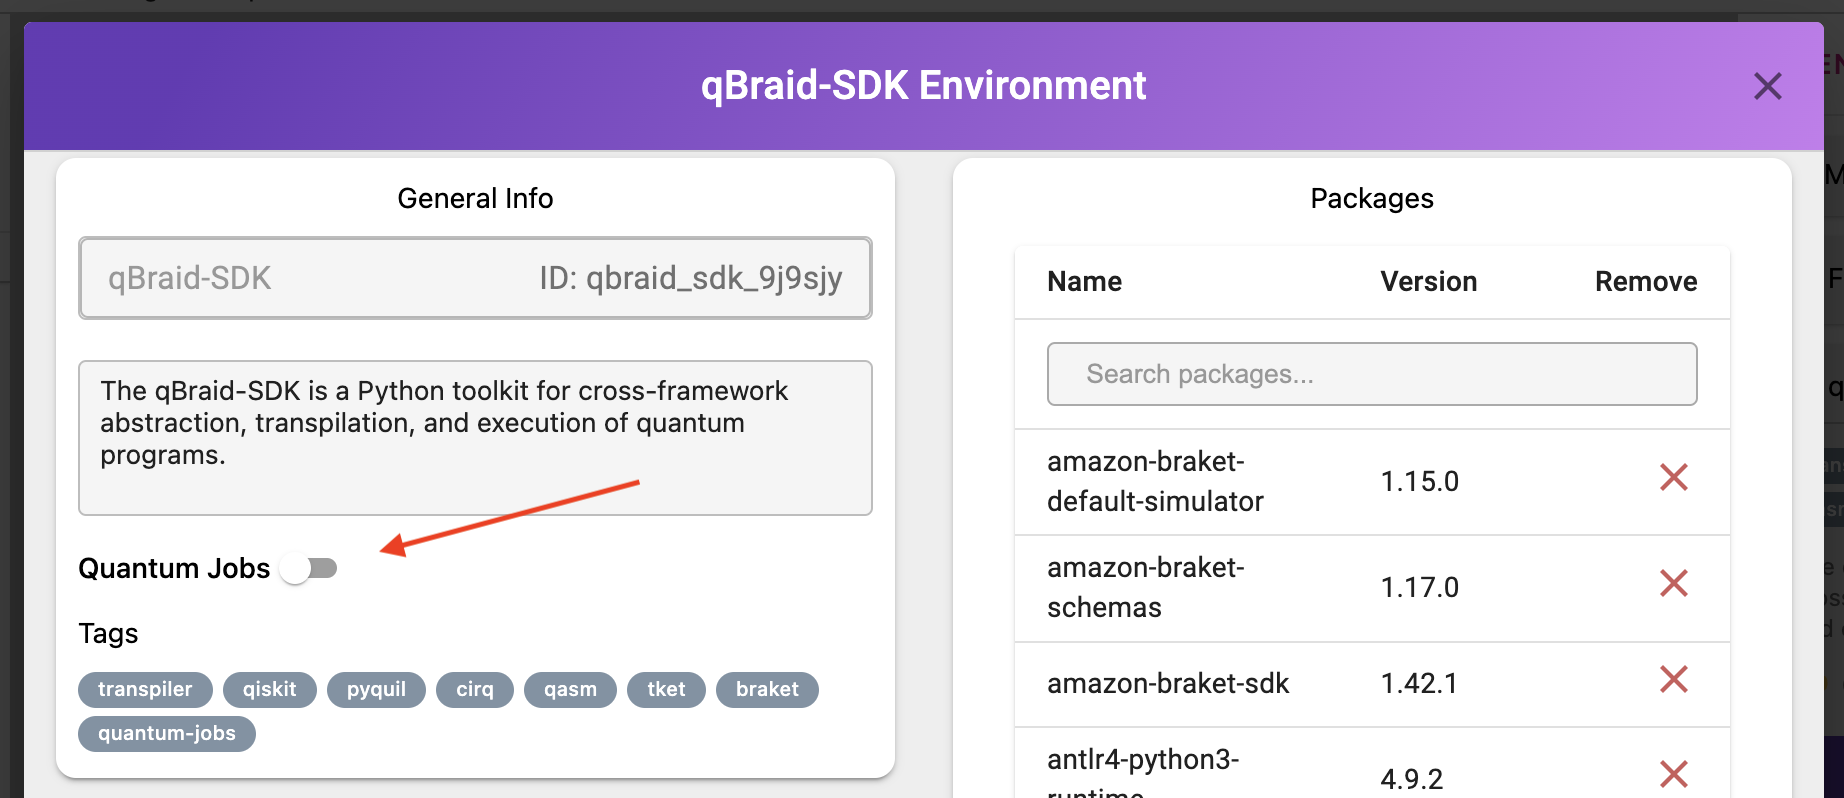 qBraid-SDK Environment
General Info
qBraid-SDK
ID: qbraid_sdk_9j9sjy
The qBraid-SDK is a Python toolkit for cross-framework
abstraction, transpilation, and execution of quantum
programs.
Quantum Jobs
Tags
transpiler qiskit pyquil cirq qasm tket braket
quantum-jobs
Packages
Name Version Remove
Search packages...
amazon-braket-
default-simulator
1.15.0
amazon-braket-
schemas
1.17.0
amazon-braket-sdk 1.42.1
antlr4-python3-
runtime
4.9.2